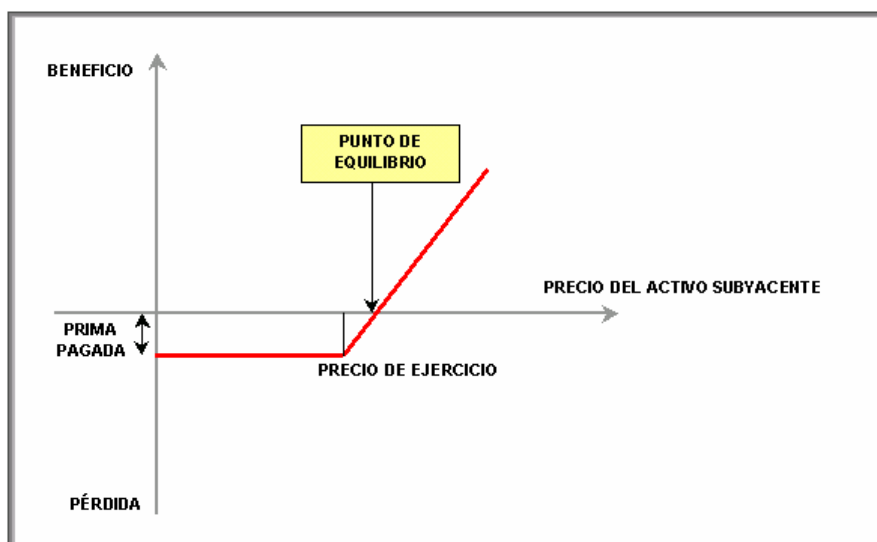 BENEFICIO
PUNTO DE
EQUILIBRIO
PRECIO DEL ACTIVO SUBYACENTE
PRIMA
PAGADA
PRECIO DE EJERCICIO
PÉRDIDA